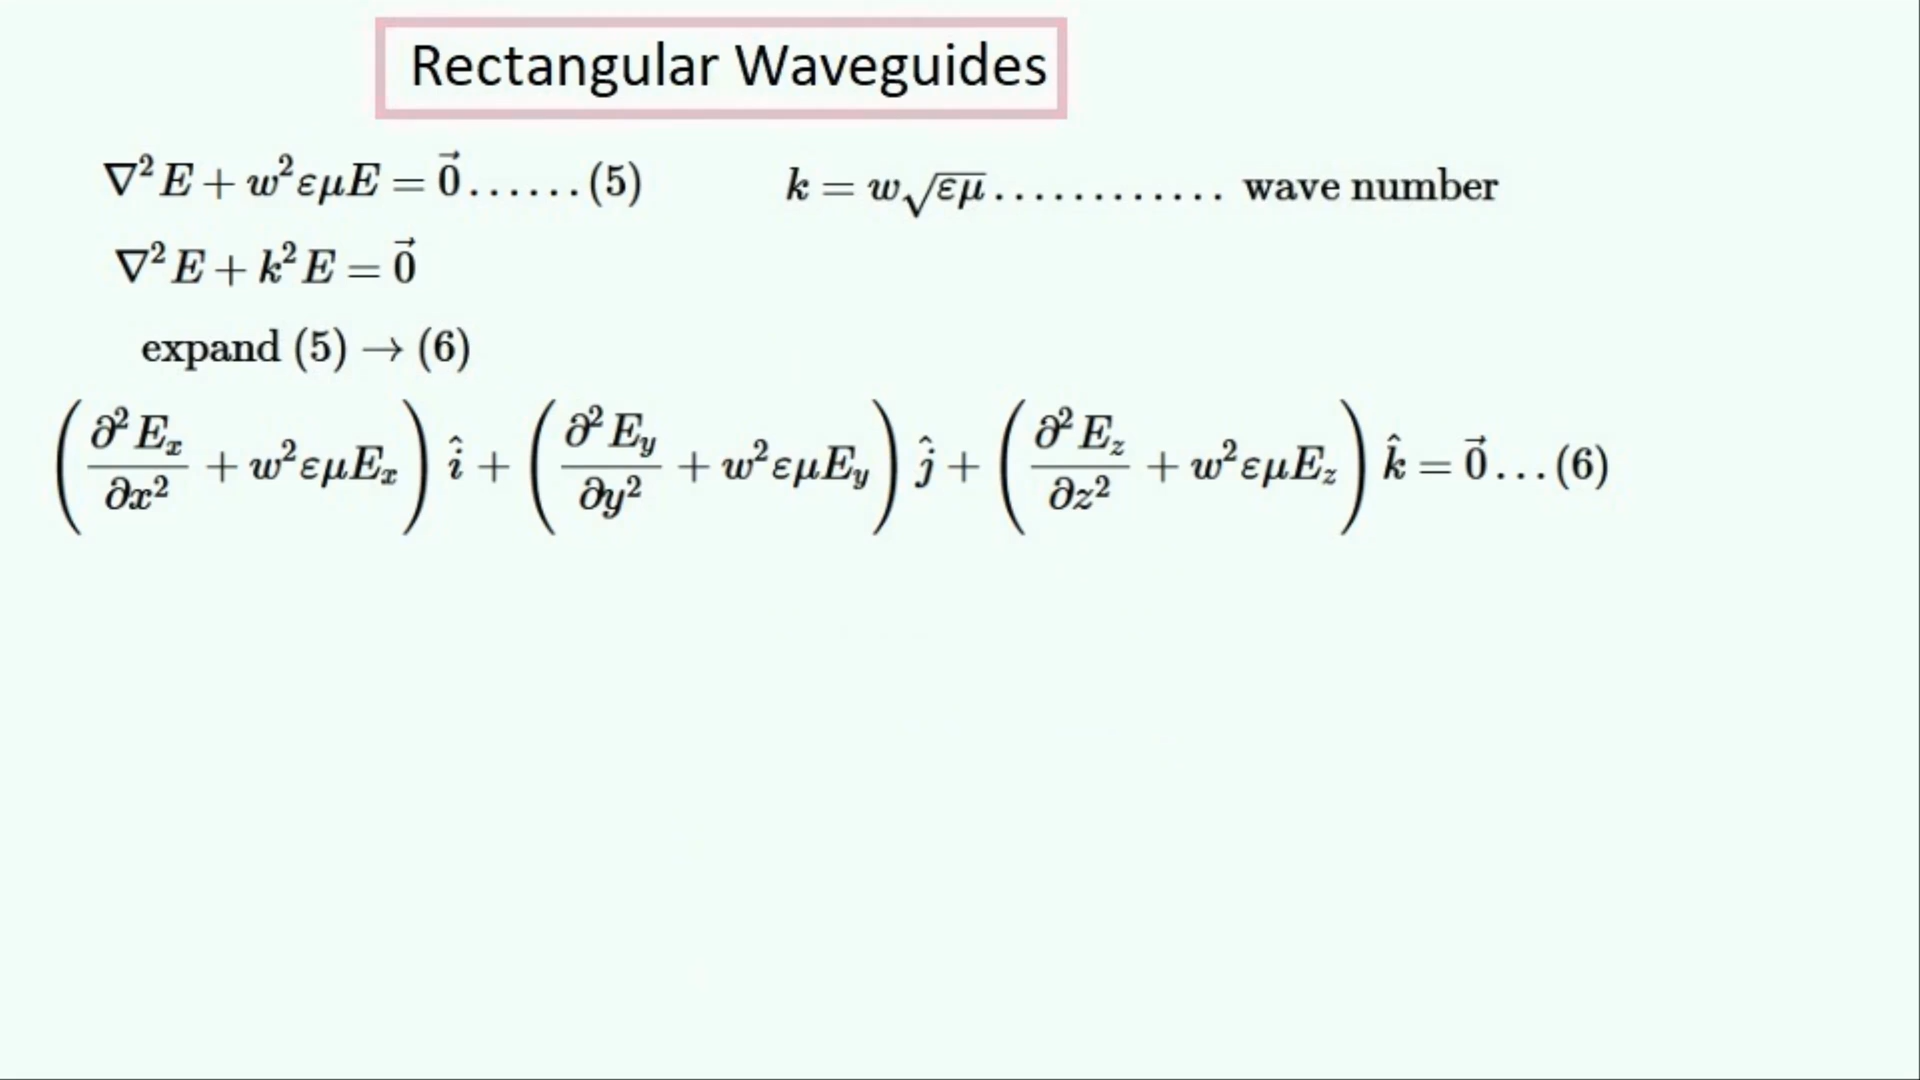 Rectangular Waveguides
∇²E + w²εμE = 0⃗ . . . . . . (5) k = w√εμ . . . . . . . . . . . . wave number
∇²E + k²E = 0⃗
expand (5) → (6)
(∂²Eₓ/∂x² + w²εμEₓ) î + (∂²E_y/∂y² + w²εμE_y) ĵ + (∂²E_z/∂z² + w²εμE_z) k̂ = 0⃗ . . . (6)